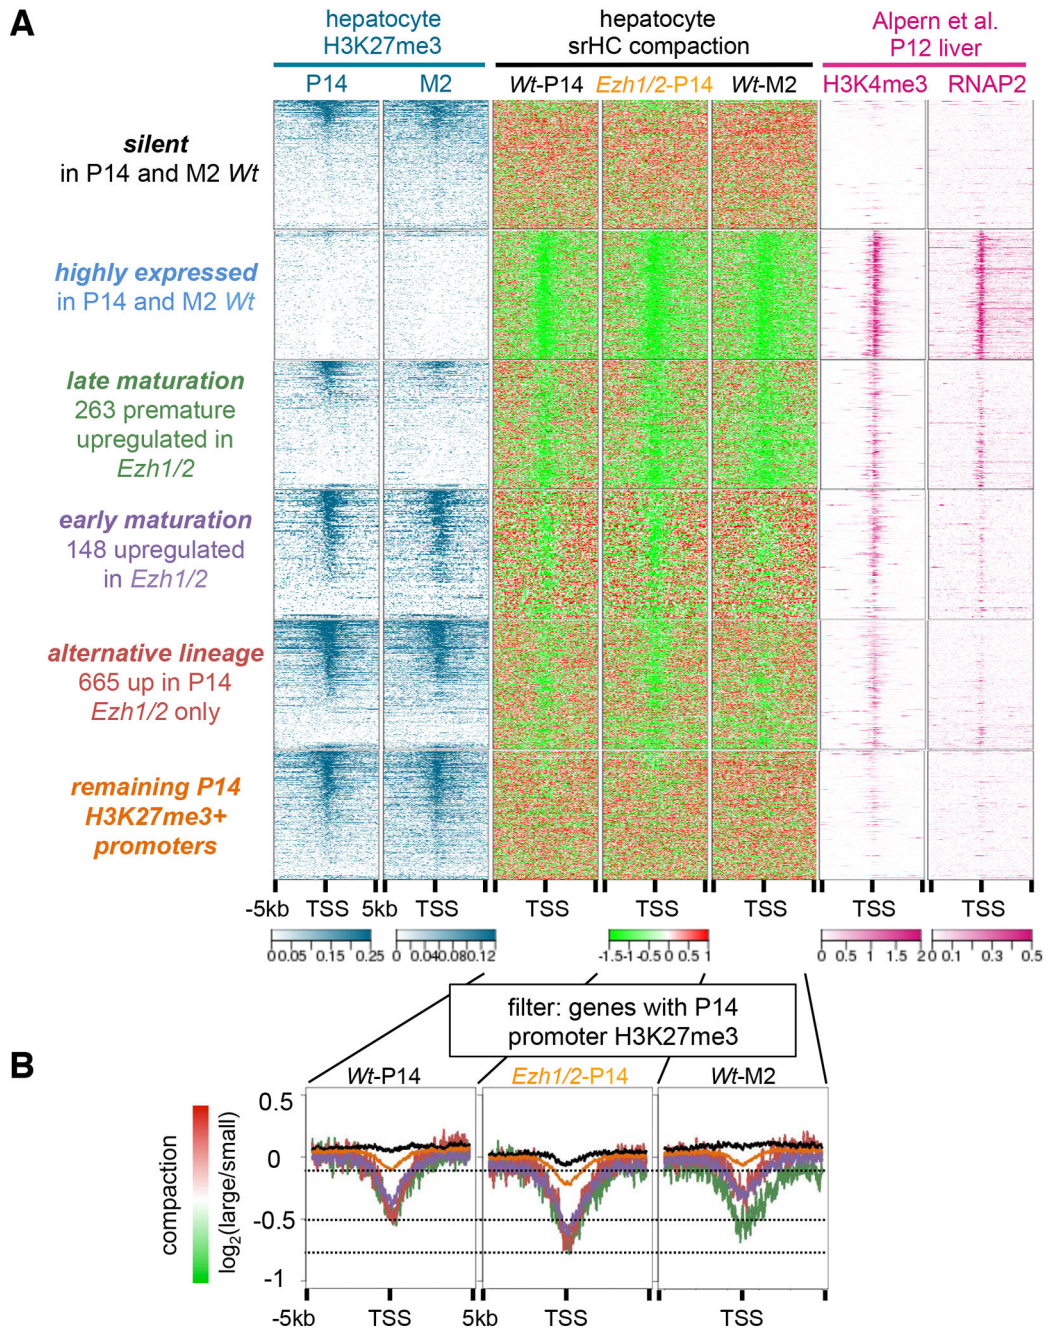 A
hepatocyte
H3K27me3
hepatocyte
srHC compaction
Alpern et al.
P12 liver
P14 M2 Wt-P14 Ezh1/2-P14 Wt-M2 H3K4me3 RNAP2
silent
in P14 and M2 Wt
highly expressed
in P14 and M2 Wt
late maturation
263 premature
upregulated in
Ezh1/2
early maturation
148 upregulated
in Ezh1/2
alternative lineage
665 up in P14
Ezh1/2 only
remaining P14
H3K27me3+
promoters
-5kb TSS 5kb TSS TSS TSS TSS TSS TSS
0 0.05 0.15 0.25 0 0.04 0.08 0.12 -1.5 -1 -0.5 0 0.5 1 0 0.5 1 1.5 2 0 0.1 0.3 0.5
filter: genes with P14
promoter H3K27me3
B
Wt-P14 Ezh1/2-P14 Wt-M2
compaction
log2(large/small)
0.5
0
-0.5
-1
-5kb TSS 5kb TSS TSS